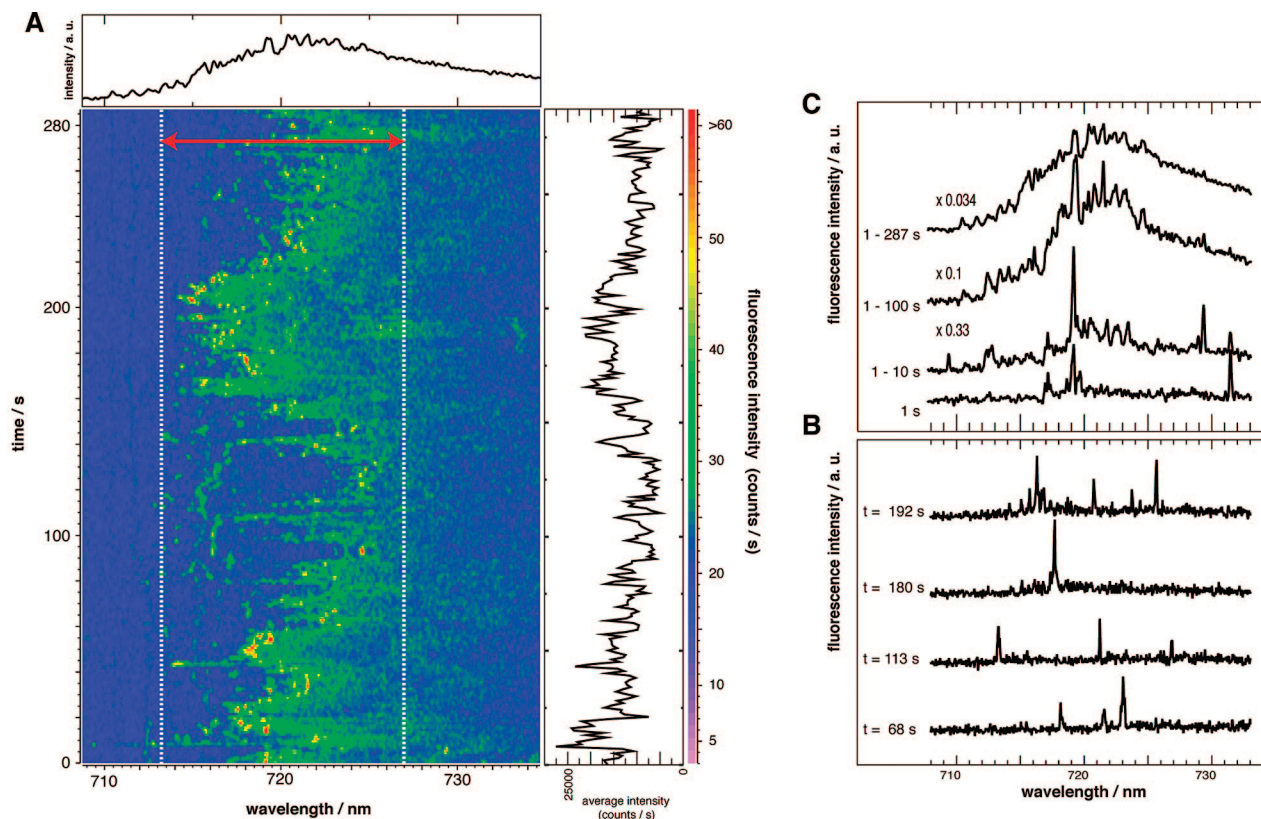 A
intensity / a. u.
280
200
100
0
time / s
710
720
730
wavelength / nm
25000
0
average intensity
(counts / s)
>60
50
40
30
20
10
5
fluorescence intensity (counts / s)
C
fluorescence intensity / a. u.
x 0.034
1 - 287 s
x 0.1
1 - 100 s
x 0.33
1 - 10 s
1 s
B
fluorescence intensity / a. u.
t = 192 s
t = 180 s
t = 113 s
t = 68 s
710
720
730
wavelength / nm